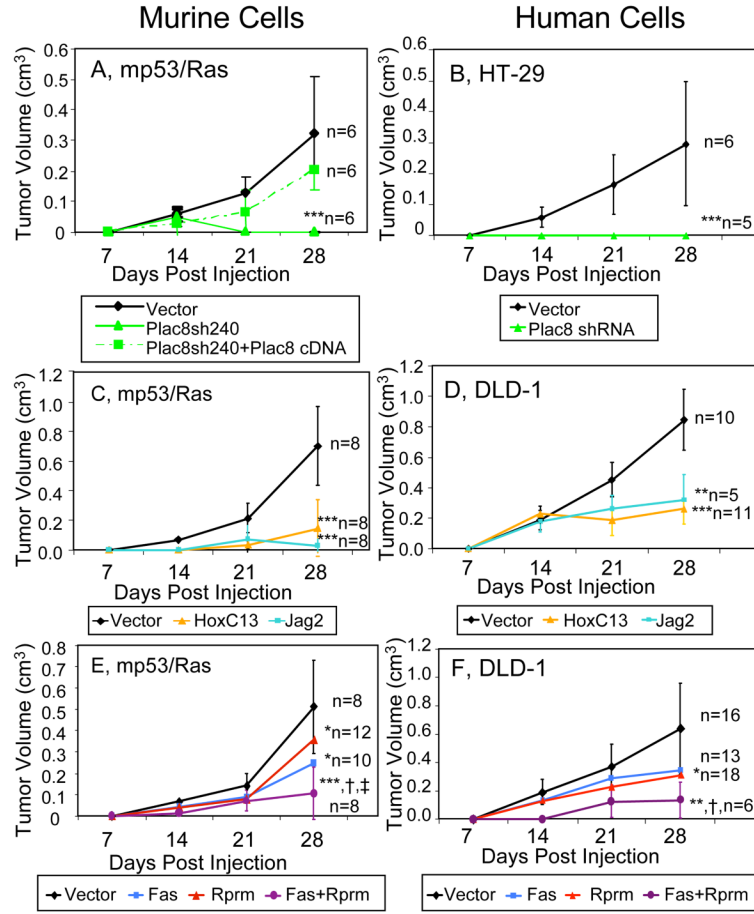 Murine Cells
Human Cells
A, mp53/Ras
Tumor Volume (cm3)
0.6
0.5
0.4
0.3
0.2
0.1
0
n=6
n=6
***n=6
7 14 21 28
Days Post Injection
Vector
Plac8sh240
Plac8sh240+Plac8 cDNA
B, HT-29
Tumor Volume (cm3)
0.6
0.5
0.4
0.3
0.2
0.1
0
n=6
***n=5
7 14 21 28
Days Post Injection
Vector
Plac8 shRNA
C, mp53/Ras
Tumor Volume (cm3)
1.2
1.0
0.8
0.6
0.4
0.2
0.0
n=8
***n=8
***n=8
7 14 21 28
Days Post Injection
Vector HoxC13 Jag2
D, DLD-1
Tumor Volume (cm3)
1.2
1.0
0.8
0.6
0.4
0.2
0.0
n=10
**n=5
***n=11
7 14 21 28
Days Post Injection
Vector HoxC13 Jag2
E, mp53/Ras
Tumor Volume (cm3)
0.8
0.7
0.6
0.5
0.4
0.3
0.2
0.1
0
n=8
*n=12
*n=10
***,†,‡
n=8
7 14 21 28
Days Post Injection
Vector Fas Rprm Fas+Rprm
F, DLD-1
Tumor Volume (cm3)
1.2
1.0
0.8
0.6
0.4
0.2
0.0
n=16
n=13
*n=18
**,†,n=6
7 14 21 28
Days Post Injection
Vector Fas Rprm Fas+Rprm